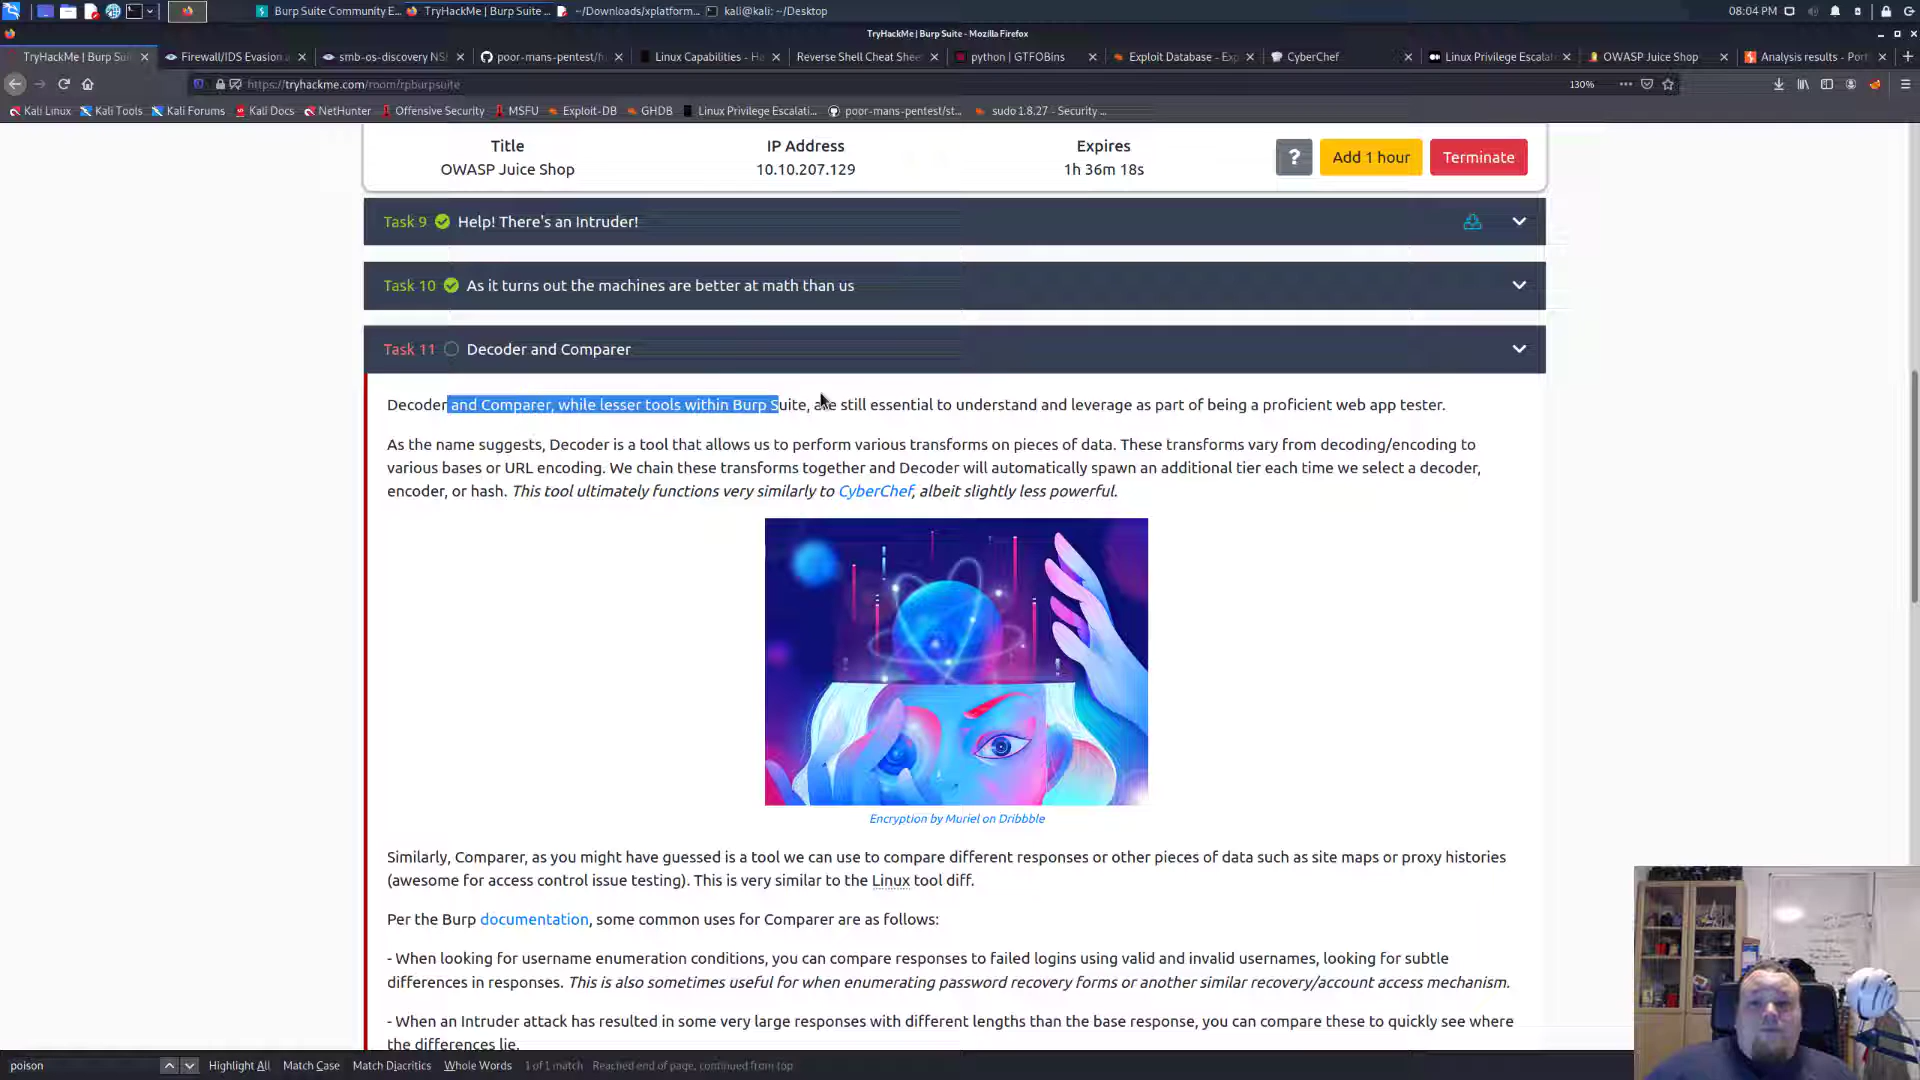 Burp Suite Community E...
TryHackMe | Burp Suite ...
~/Downloads/xplatform...
kali@kali: ~/Desktop
08:04 PM
TryHackMe | Burp Suite - Mozilla Firefox
TryHackMe | Burp Sui
Firewall/IDS Evasion a
smb-os-discovery NS
poor-mans-pentest/h
Linux Capabilities - Ha
Reverse Shell Cheat Shee
python | GTFOBins
Exploit Database - Exp
CyberChef
Linux Privilege Escalat
OWASP Juice Shop
Analysis results - Port
https://tryhackme.com/room/rpburpsuite
130%
Kali Linux
Kali Tools
Kali Forums
Kali Docs
NetHunter
Offensive Security
MSFU
Exploit-DB
GHDB
Linux Privilege Escalati...
poor-mans-pentest/st...
sudo 1.8.27 - Security ...
Title IP Address Expires
OWASP Juice Shop 10.10.207.129 1h 36m 18s
? Add 1 hour Terminate
Task 9 Help! There's an Intruder!
Task 10 As it turns out the machines are better at math than us
Task 11 Decoder and Comparer
Decoder and Comparer, while lesser tools within Burp Suite, are still essential to understand and leverage as part of being a proficient web app tester.
As the name suggests, Decoder is a tool that allows us to perform various transforms on pieces of data. These transforms vary from decoding/encoding to
various bases or URL encoding. We chain these transforms together and Decoder will automatically spawn an additional tier each time we select a decoder,
encoder, or hash. This tool ultimately functions very similarly to CyberChef, albeit slightly less powerful.
Encryption by Muriel on Dribbble
Similarly, Comparer, as you might have guessed is a tool we can use to compare different responses or other pieces of data such as site maps or proxy histories
(awesome for access control issue testing). This is very similar to the Linux tool diff.
Per the Burp documentation, some common uses for Comparer are as follows:
- When looking for username enumeration conditions, you can compare responses to failed logins using valid and invalid usernames, looking for subtle
differences in responses. This is also sometimes useful for when enumerating password recovery forms or another similar recovery/account access mechanism.
- When an Intruder attack has resulted in some very large responses with different lengths than the base response, you can compare these to quickly see where
the differences lie.
poison
Highlight All
Match Case
Match Diacritics
Whole Words
1 of 1 match
Reached end of page, continued from top